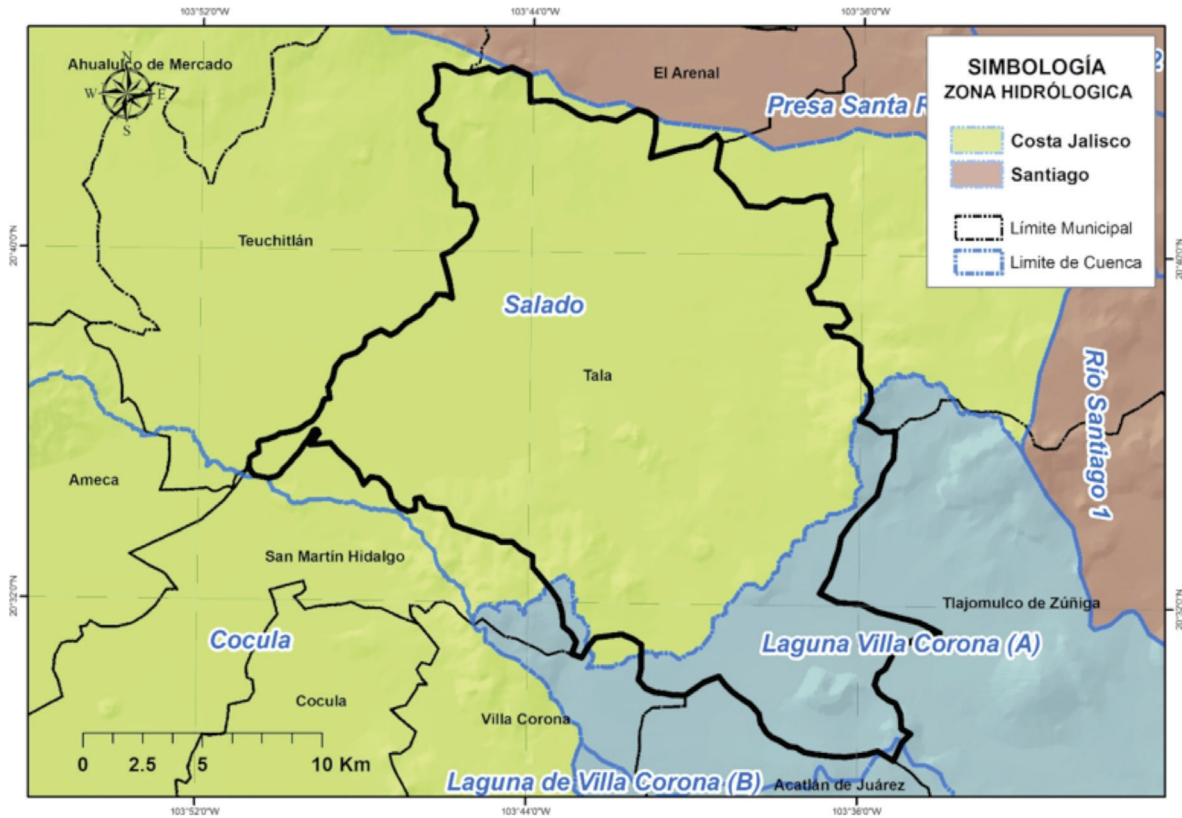 103°52'0"W
103°44'0"W
103°36'0"W
Ahualulco de Mercado
N
W
E
S
El Arenal
Presa Santa R
SIMBOLOGÍA
ZONA HIDRÓLOGICA
Costa Jalisco
Santiago
Límite Municipal
Limite de Cuenca
20°40'0"N
Teuchitlán
Salado
Tala
Río Santiago 1
Ameca
San Martín Hidalgo
20°32'0"N
Tlajomulco de Zúñiga
20°32'0"N
Cocula
Laguna Villa Corona (A)
Cocula
Villa Corona
0
2.5
5
10 Km
Laguna de Villa Corona (B)
Acatlán de Juárez
103°52'0"W
103°44'0"W
103°36'0"W